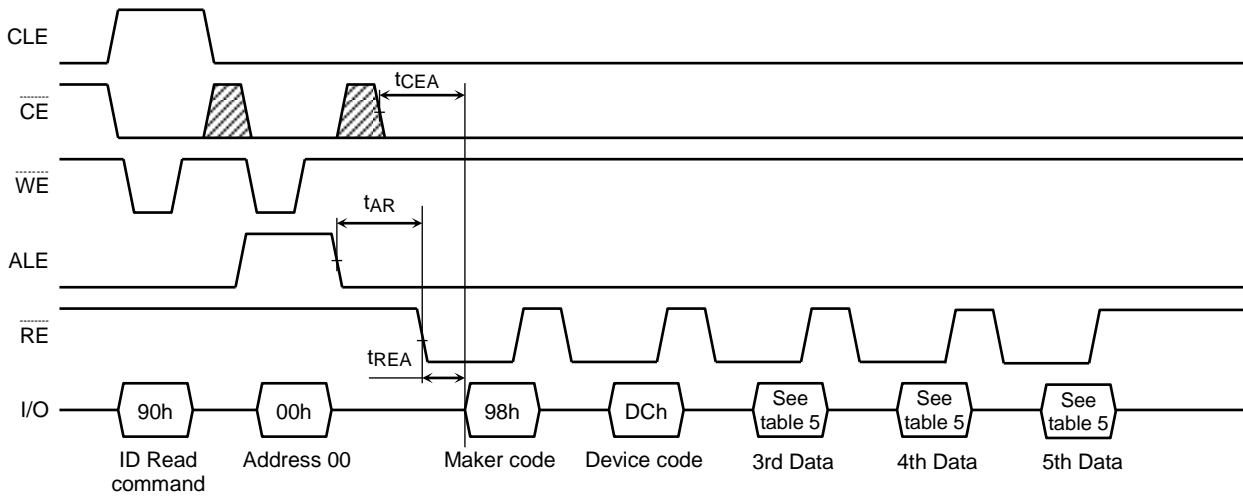 CLE
tCEA
CE
WE
tAR
ALE
RE
tREA
I/O
90h
00h
98h
DCh
See
table 5
See
table 5
See
table 5
ID Read
command
Address 00
Maker code
Device code
3rd Data
4th Data
5th Data